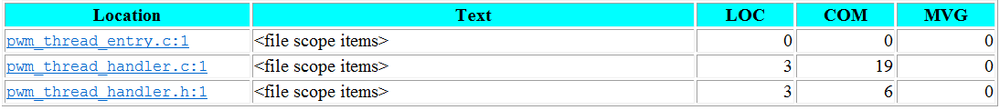 Location Text LOC COM MVG
pwm_thread_entry.c:1 <file scope items> 0 0 0
pwm_thread_handler.c:1 <file scope items> 3 19 0
pwm_thread_handler.h:1 <file scope items> 3 6 0